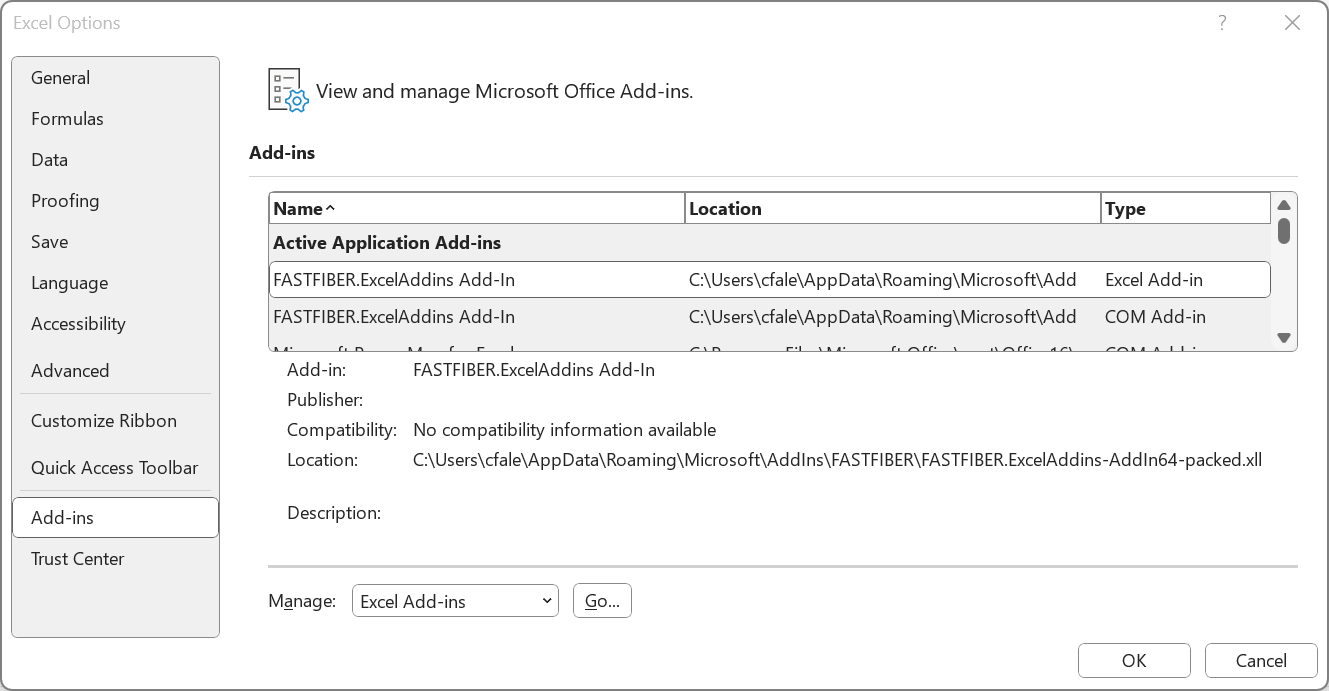 Excel Options ?
General
Formulas
Data
Proofing
Save
Language
Accessibility
Advanced
Customize Ribbon
Quick Access Toolbar
Add-ins
Trust Center
View and manage Microsoft Office Add-ins.
Add-ins
Name Location Type
Active Application Add-ins
FASTFIBER.ExcelAddins Add-In C:\Users\cfale\AppData\Roaming\Microsoft\Add Excel Add-in
FASTFIBER.ExcelAddins Add-In C:\Users\cfale\AppData\Roaming\Microsoft\Add COM Add-in
Add-in: FASTFIBER.ExcelAddins Add-In
Publisher:
Compatibility: No compatibility information available
Location: C:\Users\cfale\AppData\Roaming\Microsoft\AddIns\FASTFIBER\FASTFIBER.ExcelAddins-AddIn64-packed.xll
Description:
Manage: Excel Add-ins Go...
OK Cancel